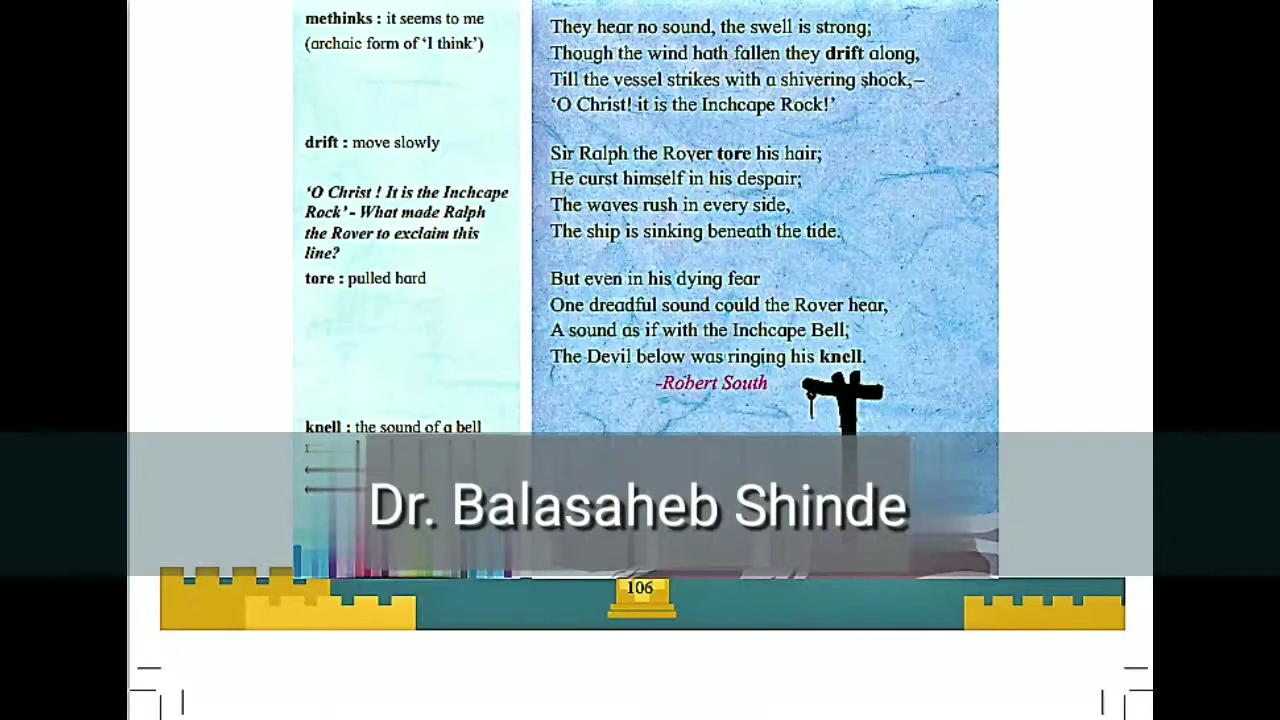 methinks : it seems to me
(archaic form of ‘I think’)
drift : move slowly
‘O Christ ! It is the Inchcape
Rock’ - What made Ralph
the Rover to exclaim this
line?
tore : pulled hard
knell : the sound of a bell
They hear no sound, the swell is strong;
Though the wind hath fallen they drift along,
Till the vessel strikes with a shivering shock,–
‘O Christ! it is the Inchcape Rock!’
Sir Ralph the Rover tore his hair;
He curst himself in his despair;
The waves rush in every side,
The ship is sinking beneath the tide.
But even in his dying fear
One dreadful sound could the Rover hear,
A sound as if with the Inchcape Bell;
The Devil below was ringing his knell.
-Robert South
Dr. Balasaheb Shinde
106